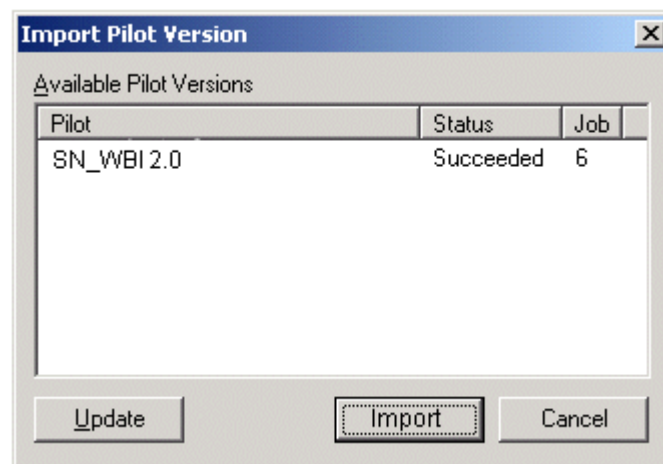 Import Pilot Version
Available Pilot Versions
Pilot Status Job
SN_WBI 2.0 Succeeded 6
Update Import Cancel